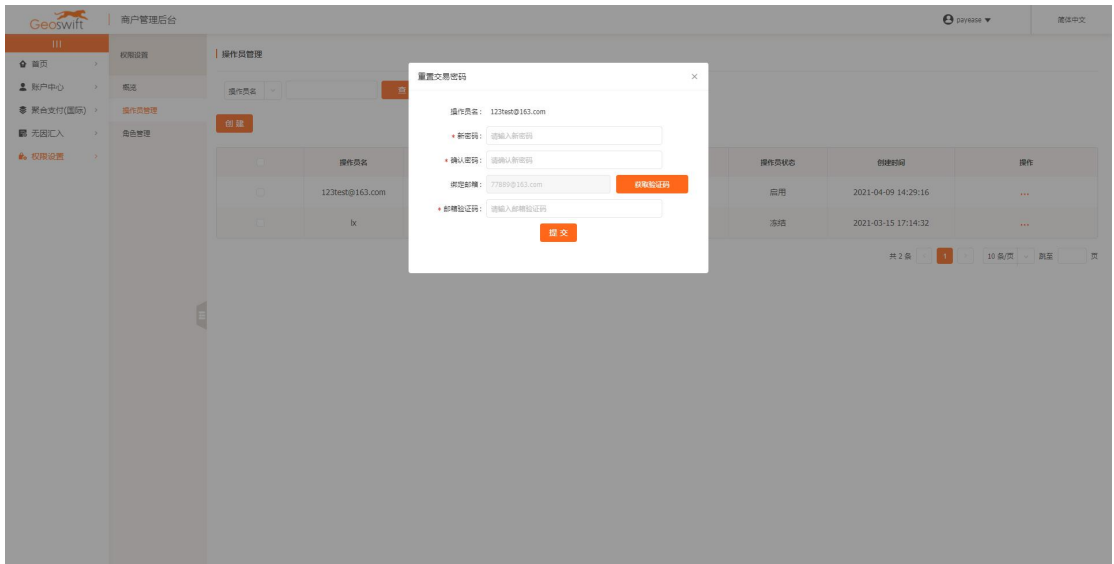 Geoswift
商户管理后台
payease
简体中文
首页
账户中心
聚合支付(国际)
无因汇入
权限设置
权限设置
概览
操作员管理
角色管理
操作员管理
操作员名
查
创 建
操作员名
操作员状态
创建时间
操作
123test@163.com
启用
2021-04-09 14:29:16
...
lx
冻结
2021-03-15 17:14:32
...
共 2 条
1
10 条/页
跳至
页
重置交易密码
操作员名: 123test@163.com
* 新密码: 请输入新密码
* 确认密码: 请确认新密码
绑定邮箱: 77889@163.com 获取验证码
* 邮箱验证码: 请输入邮箱验证码
提 交